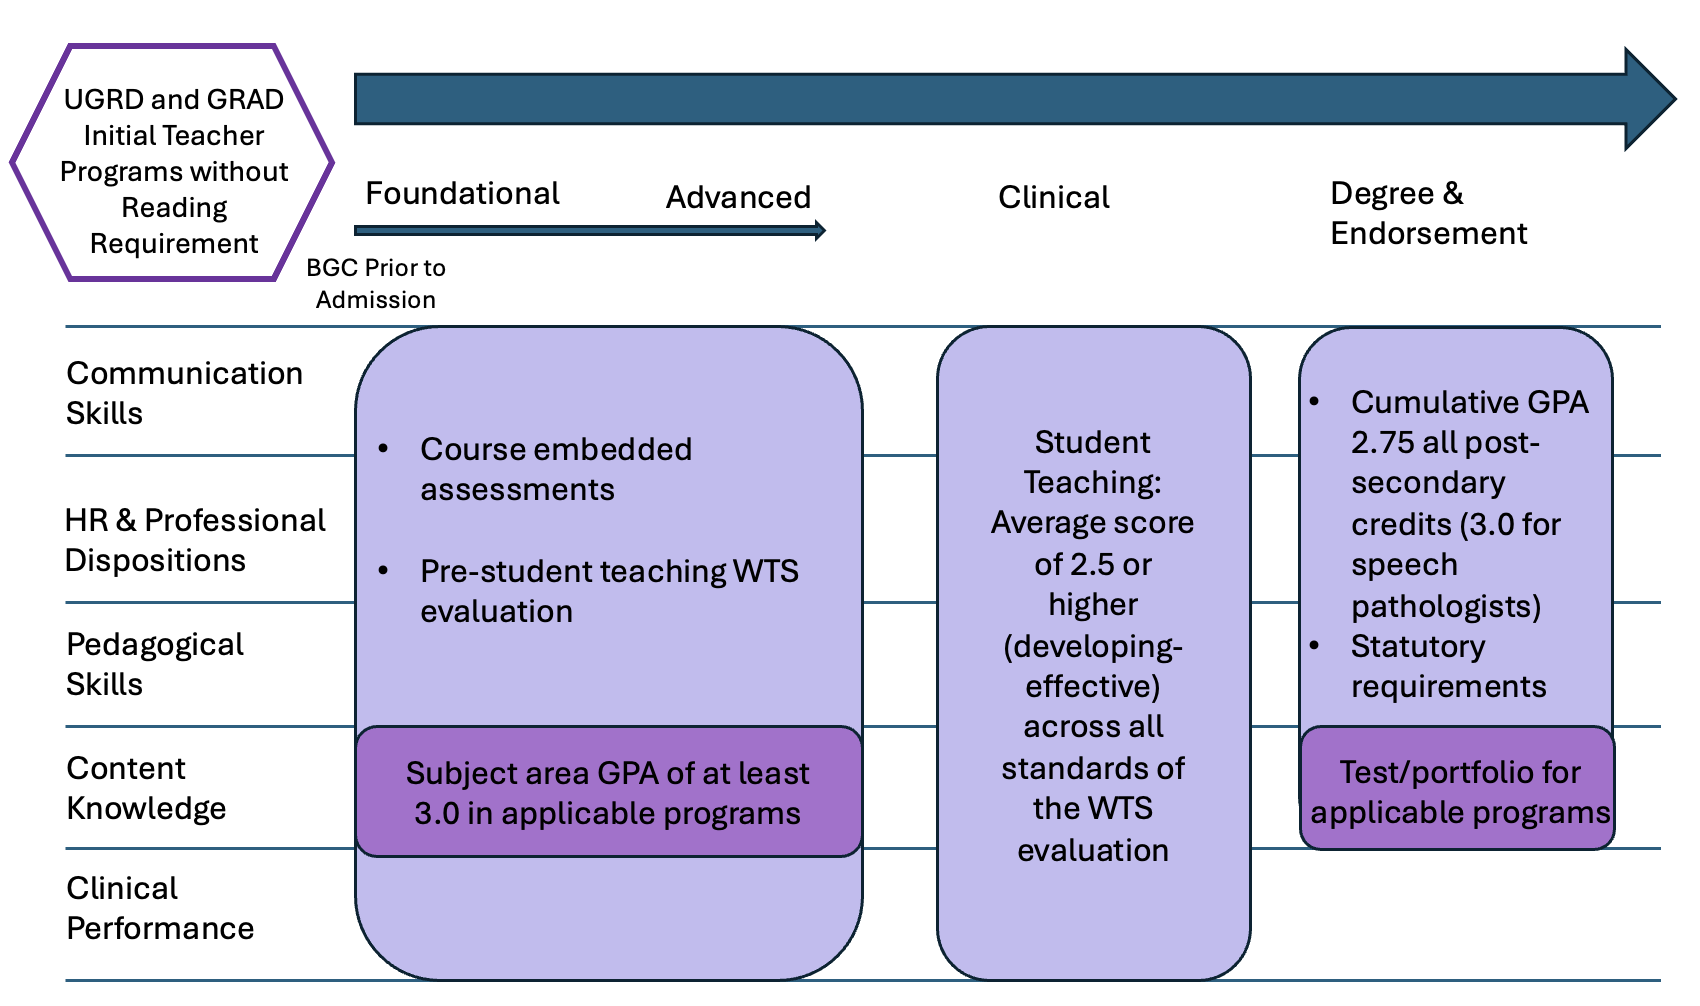 UGRD and GRAD
Initial Teacher
Programs without
Reading
Requirement
Foundational
Advanced
Clinical
Degree &
Endorsement
BGC Prior to
Admission
Communication
Skills
HR & Professional
Dispositions
Pedagogical
Skills
Content
Knowledge
Clinical
Performance
• Course embedded
assessments
• Pre-student teaching WTS
evaluation
Subject area GPA of at least
3.0 in applicable programs
Student
Teaching:
Average score
of 2.5 or
higher
(developing-
effective)
across all
standards of
the WTS
evaluation
• Cumulative GPA
2.75 all post-
secondary
credits (3.0 for
speech
pathologists)
• Statutory
requirements
Test/portfolio for
applicable programs